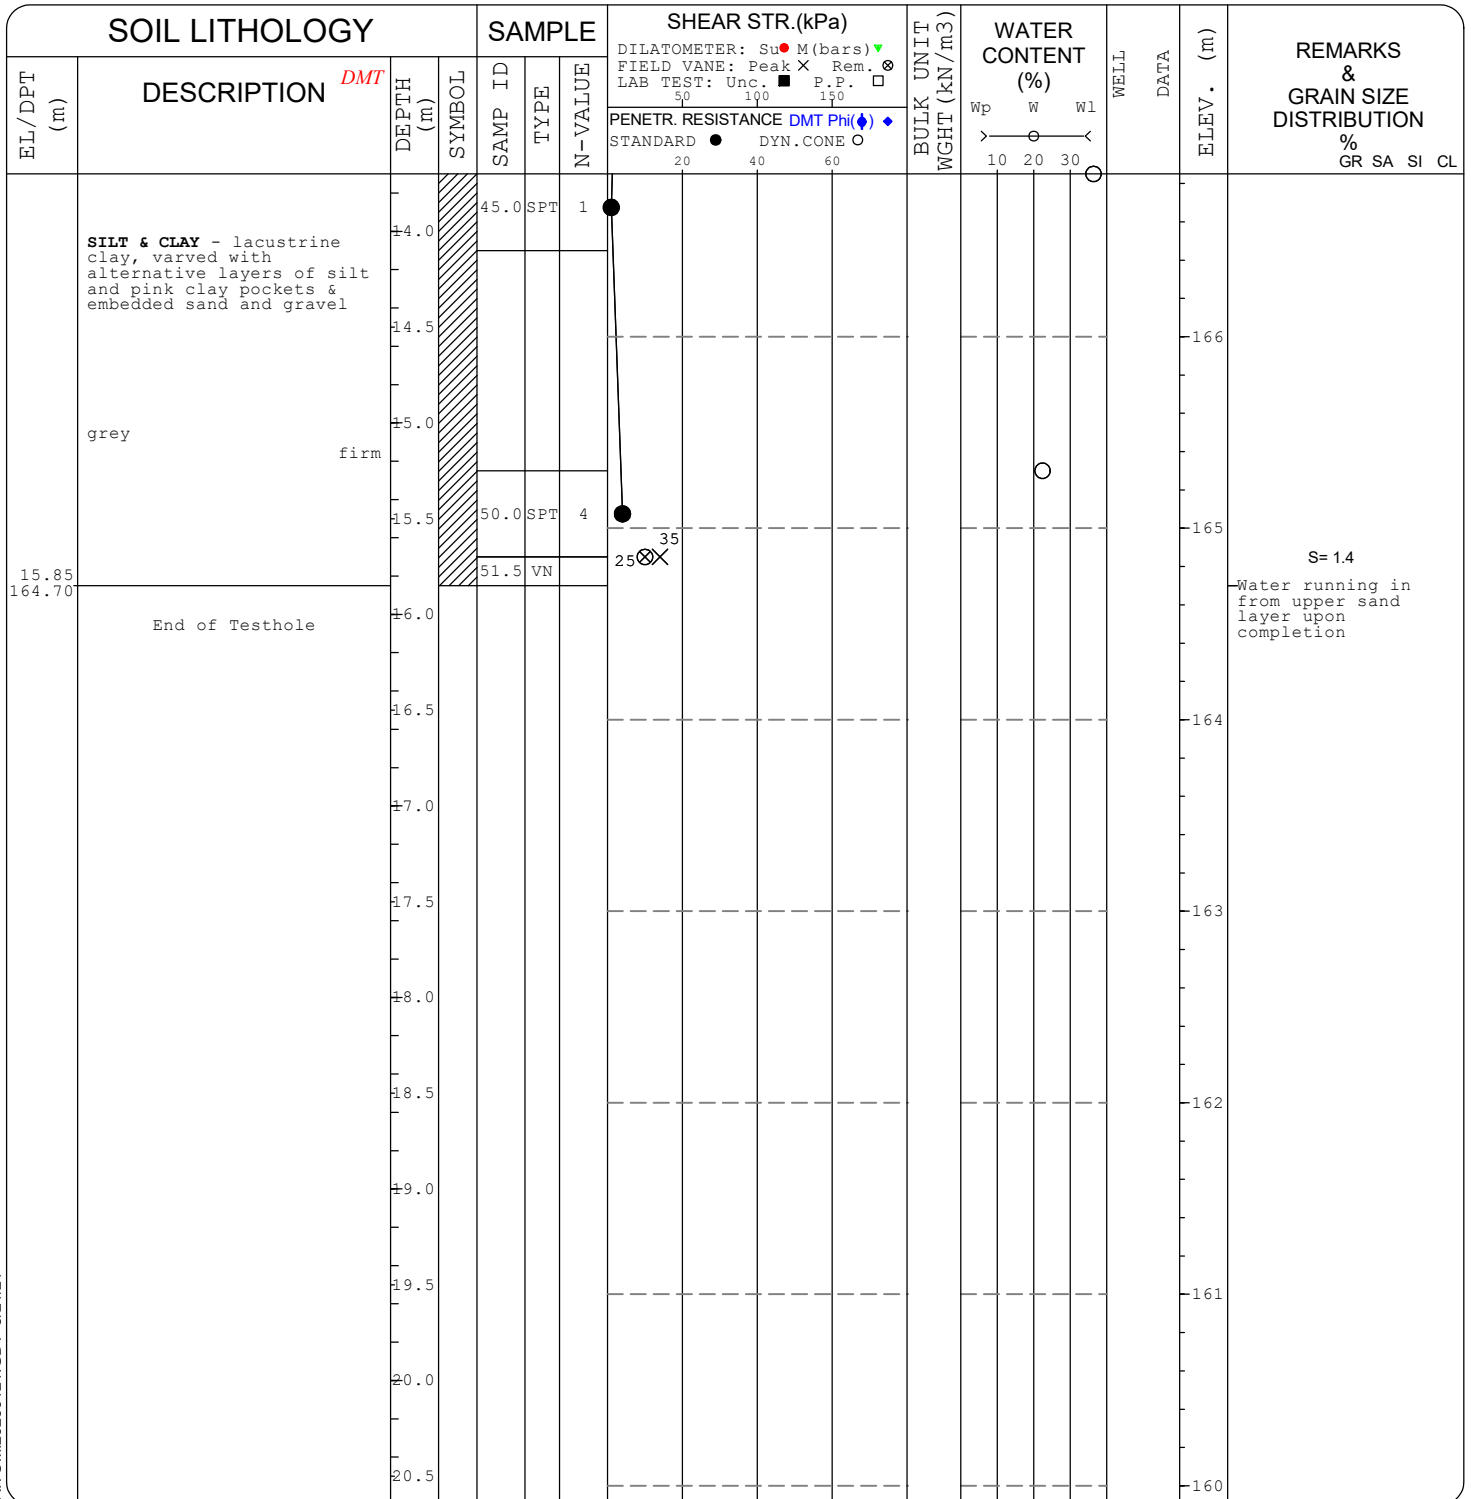 SOIL LITHOLOGY
SAMPLE
SHEAR STR.(kPa)
DILATOMETER: Su M(bars)
FIELD VANE: Peak × Rem. ⊗
LAB TEST: Unc. ■ P.P. □
50 100 150
PENETR. RESISTANCE DMT Phi(ϕ) ◆
STANDARD ● DYN.CONE ○
20 40 60
BULK UNIT
WGHT(kN/m3)
WATER
CONTENT
(%)
Wp W Wl
10 20 30
WELL
DATA
ELEV. (m)
REMARKS
&
GRAIN SIZE
DISTRIBUTION
%
GR SA SI CL
EL/DPT
(m)
DESCRIPTION DMT
DEPTH
(m)
SYMBOL
SAMP ID
TYPE
N-VALUE
45.0 SPT 1
14.0
SILT & CLAY - lacustrine
clay, varved with
alternative layers of silt
and pink clay pockets &
embedded sand and gravel
14.5
166
15.0
grey
firm
50.0 SPT 4
15.5
165
35
25
51.5 VN
S= 1.4
15.85
164.70
Water running in
from upper sand
layer upon
completion
16.0
End of Testhole
16.5
164
17.0
17.5
163
18.0
18.5
162
19.0
19.5
161
20.0
20.5
160